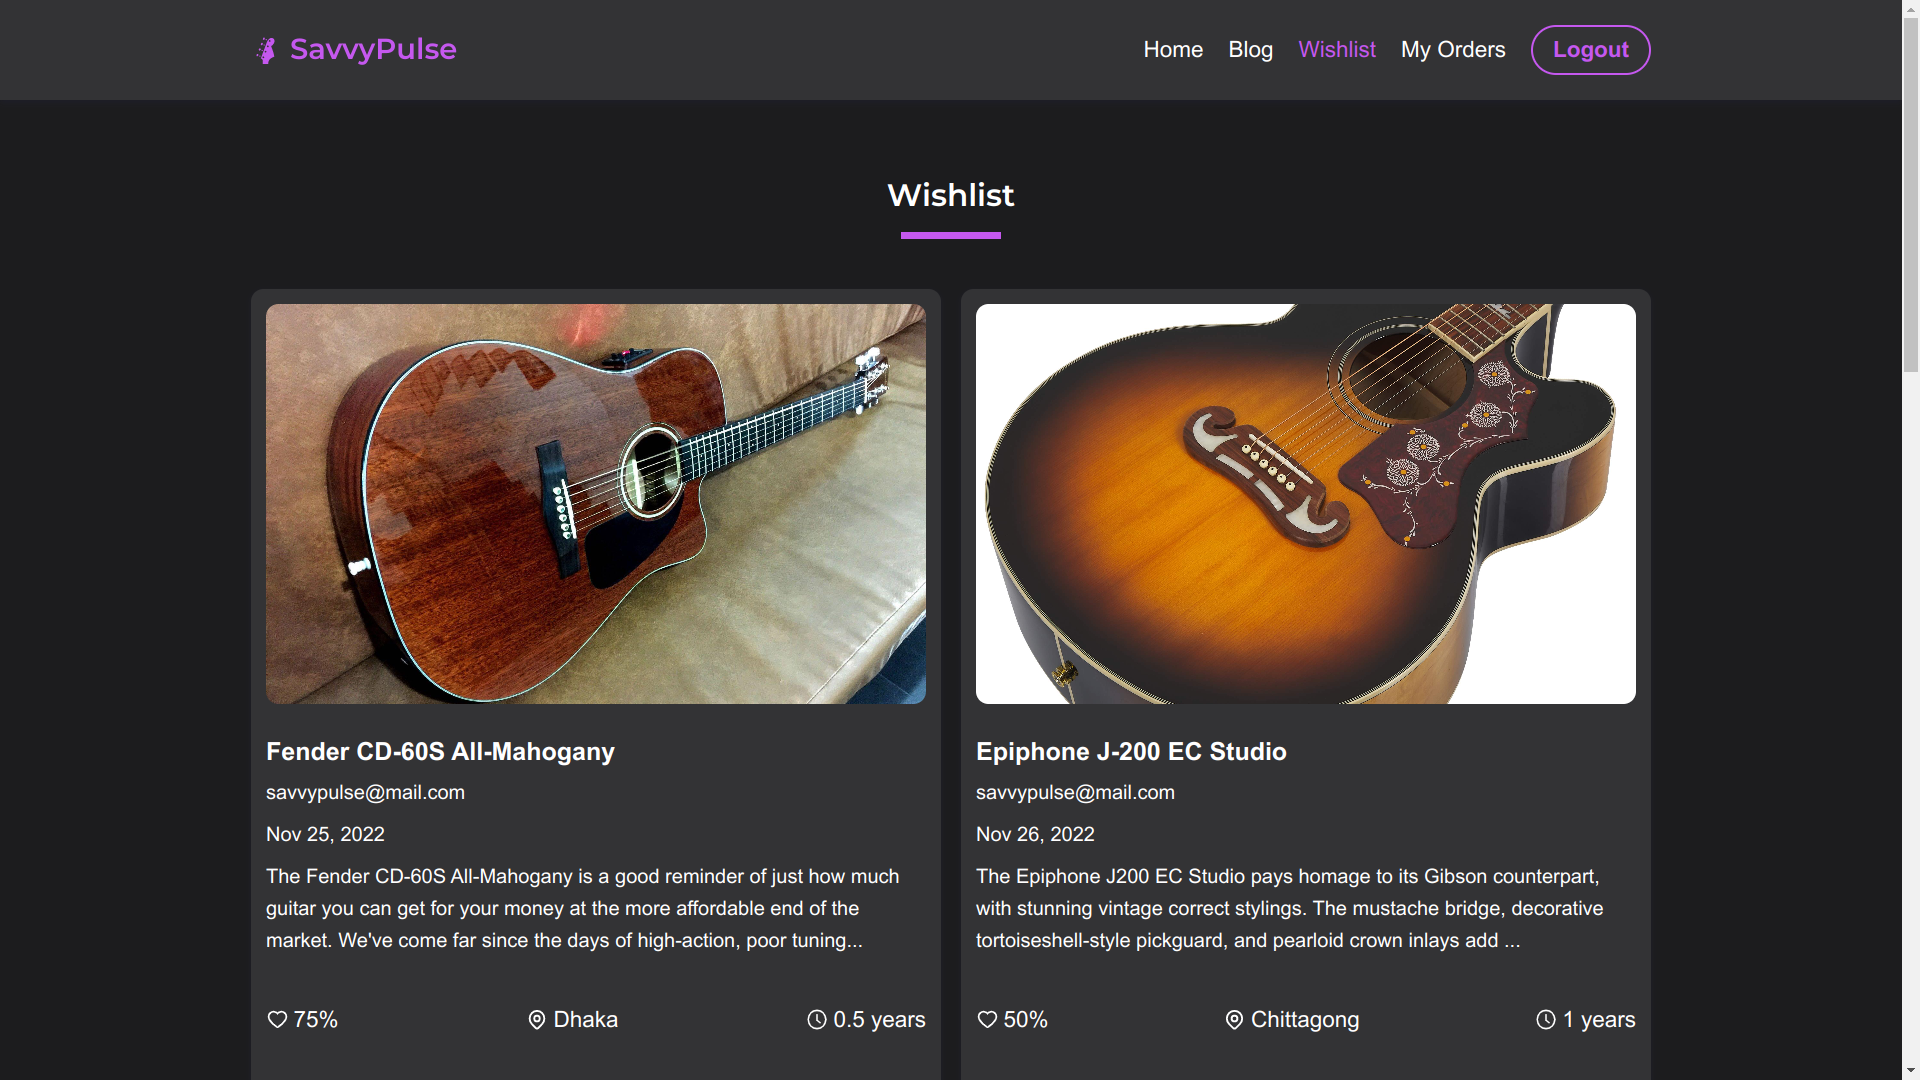 SavvyPulse
Home Blog Wishlist My Orders Logout
Wishlist
Fender CD-60S All-Mahogany
savvypulse@mail.com
Nov 25, 2022
The Fender CD-60S All-Mahogany is a good reminder of just how much
guitar you can get for your money at the more affordable end of the
market. We've come far since the days of high-action, poor tuning...
75% Dhaka 0.5 years
Epiphone J-200 EC Studio
savvypulse@mail.com
Nov 26, 2022
The Epiphone J200 EC Studio pays homage to its Gibson counterpart,
with stunning vintage correct stylings. The mustache bridge, decorative
tortoiseshell-style pickguard, and pearloid crown inlays add ...
50% Chittagong 1 years